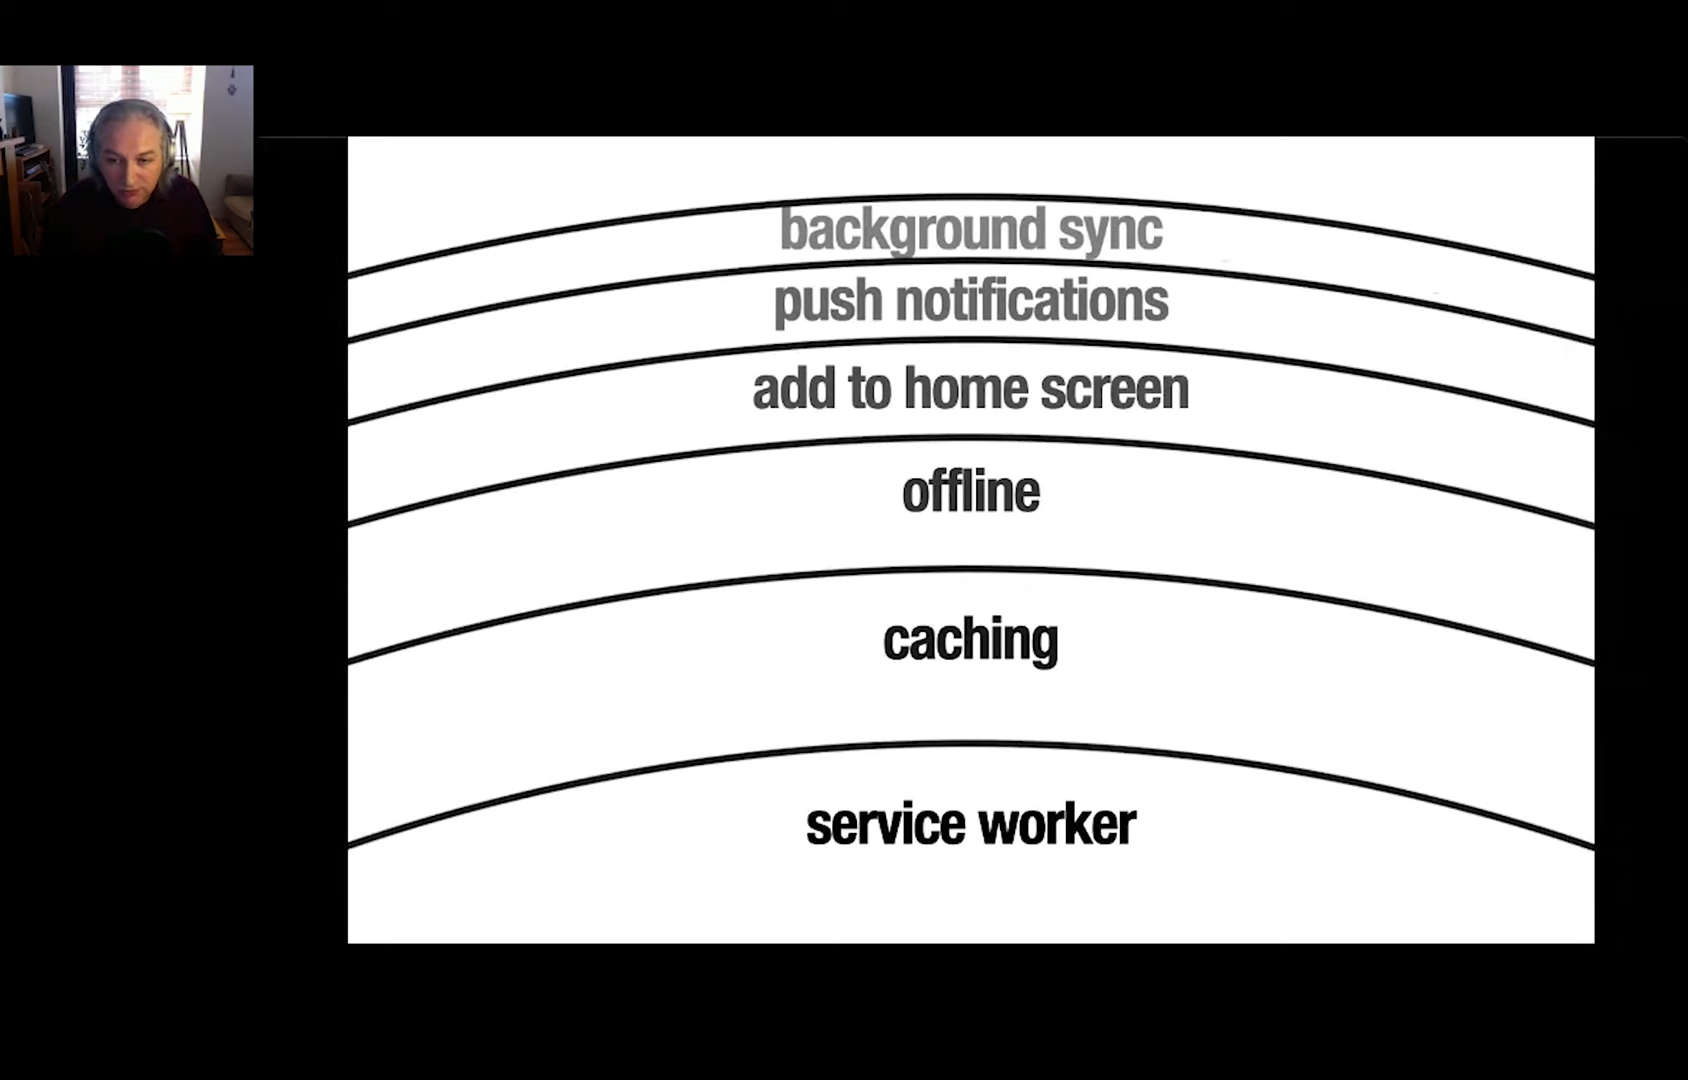 background sync
push notifications
add to home screen
offline
caching
service worker